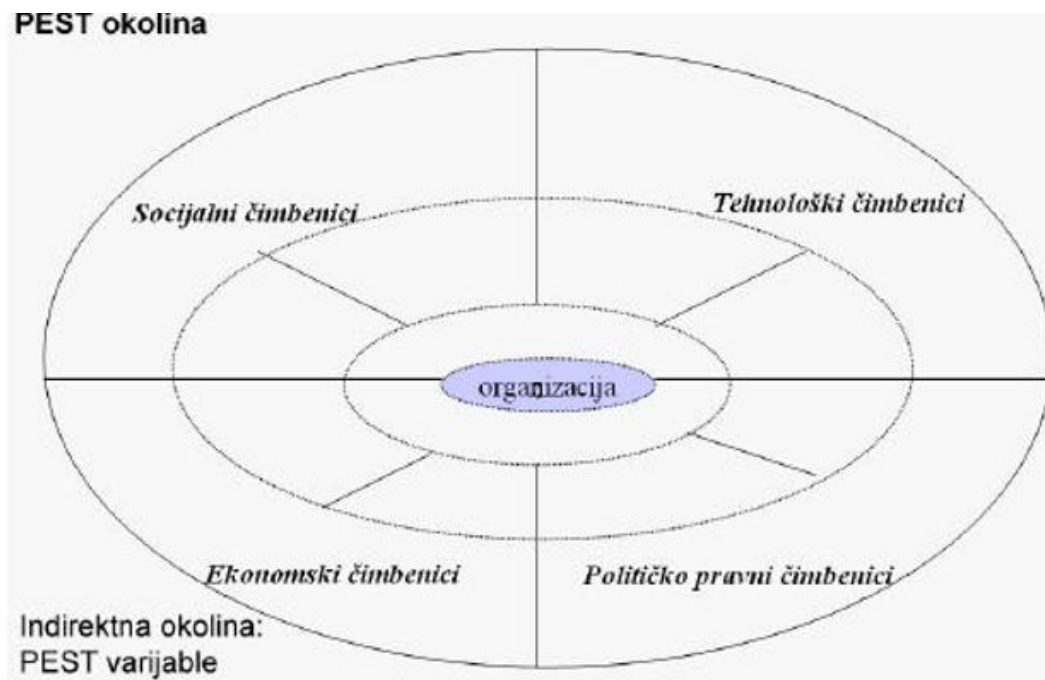 PEST okolina
Socijalni čimbenici
Tehnološki čimbenici
organizacija
Ekonomski čimbenici
Političko pravni čimbenici
Indirektna okolina:
PEST varijable